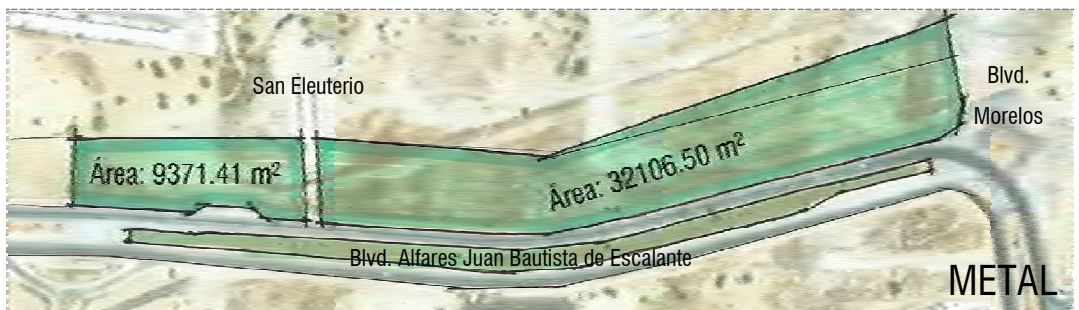 San Eleuterio
Blvd.
Morelos
Área: 9371.41 m²
Área: 32106.50 m²
Blvd. Alfares Juan Bautista de Escalante
METAL